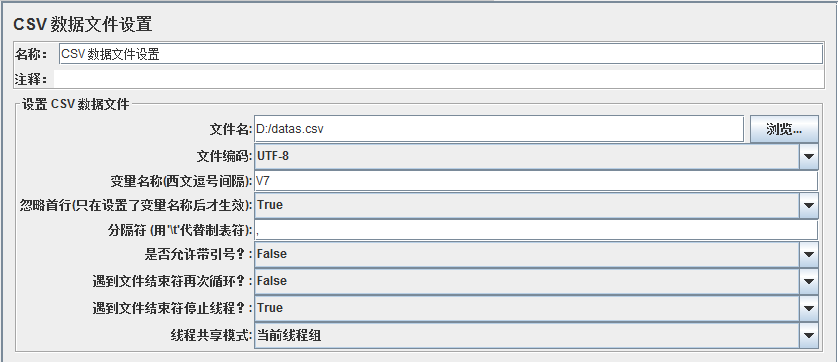 CSV 数据文件设置
名称： CSV 数据文件设置
注释：
设置 CSV 数据文件
文件名: D:/datas.csv 浏览...
文件编码: UTF-8
变量名称(西文逗号间隔): V7
忽略首行(只在设置了变量名称后才生效): True
分隔符 (用'\t'代替制表符): ,
是否允许带引号?: False
遇到文件结束符再次循环?: False
遇到文件结束符停止线程?: True
线程共享模式: 当前线程组